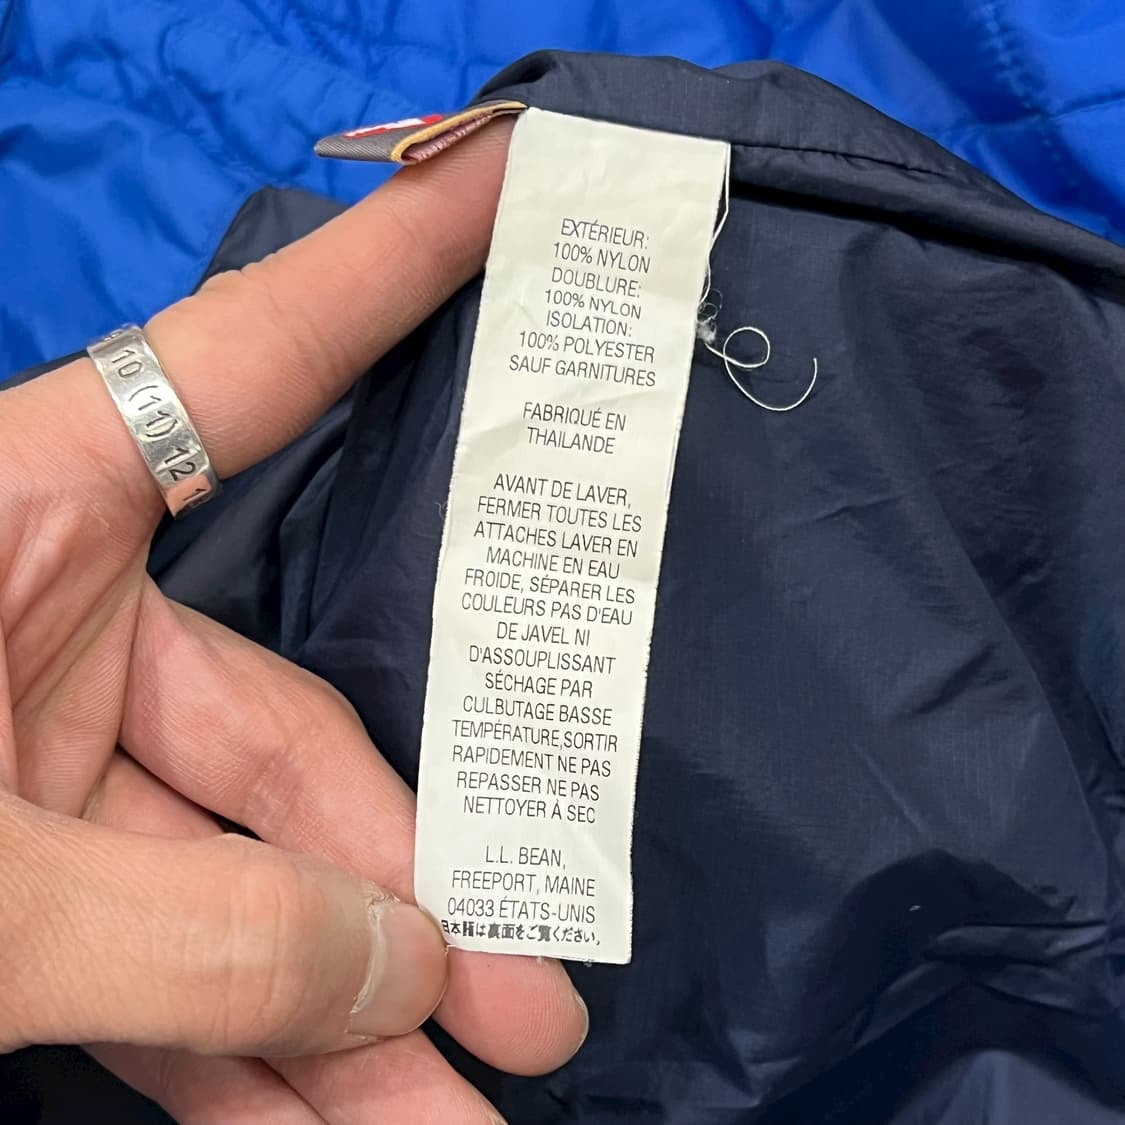 10 (11) 12 1
EXTÉRIEUR:
100% NYLON
DOUBLURE:
100% NYLON
ISOLATION:
100% POLYESTER
SAUF GARNITURES
FABRIQUÉ EN
THAILANDE
AVANT DE LAVER,
FERMER TOUTES LES
ATTACHES LAVER EN
MACHINE EN EAU
FROIDE, SÉPARER LES
COULEURS PAS D'EAU
DE JAVEL NI
D'ASSOUPLISSANT
SÉCHAGE PAR
CULBUTAGE BASSE
TEMPÉRATURE,SORTIR
RAPIDEMENT NE PAS
REPASSER NE PAS
NETTOYER À SEC
L.L. BEAN,
FREEPORT, MAINE
04033 ÉTATS-UNIS
は裏面をご覧ください。